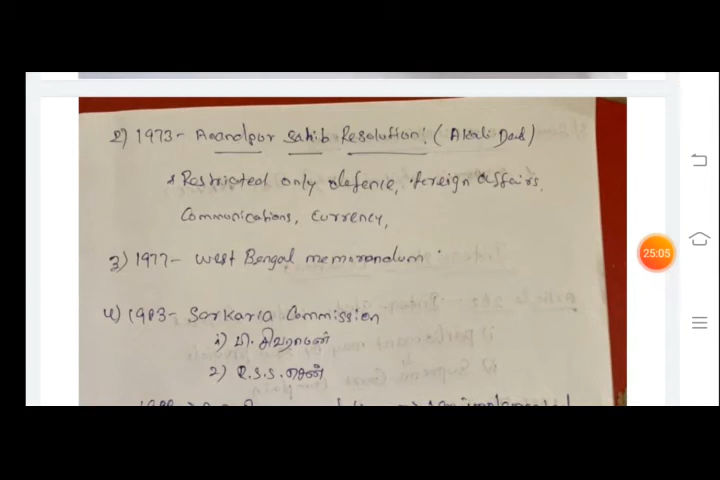 2) 1973- Anandpur Sahib Resolution: (Akali Dal)
* Restricted only defence, foreign affairs,
Communications, Currency,
3) 1977- West Bengal memorandum:
4) 1983- Sarkaria Commission
1) பி. சிவராமன்
2) R.S.S. சென்
25:05